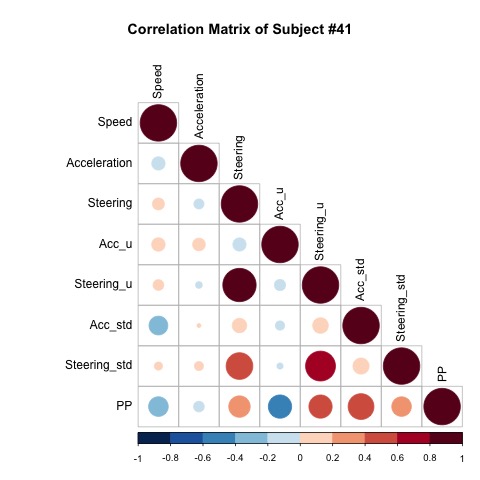 Correlation Matrix of Subject #41
Speed
Acceleration
Steering
Acc_u
Steering_u
Acc_std
Steering_std
PP
Speed
Acceleration
Steering
Acc_u
Steering_u
Acc_std
Steering_std
PP
-1 -0.8 -0.6 -0.4 -0.2 0 0.2 0.4 0.6 0.8 1